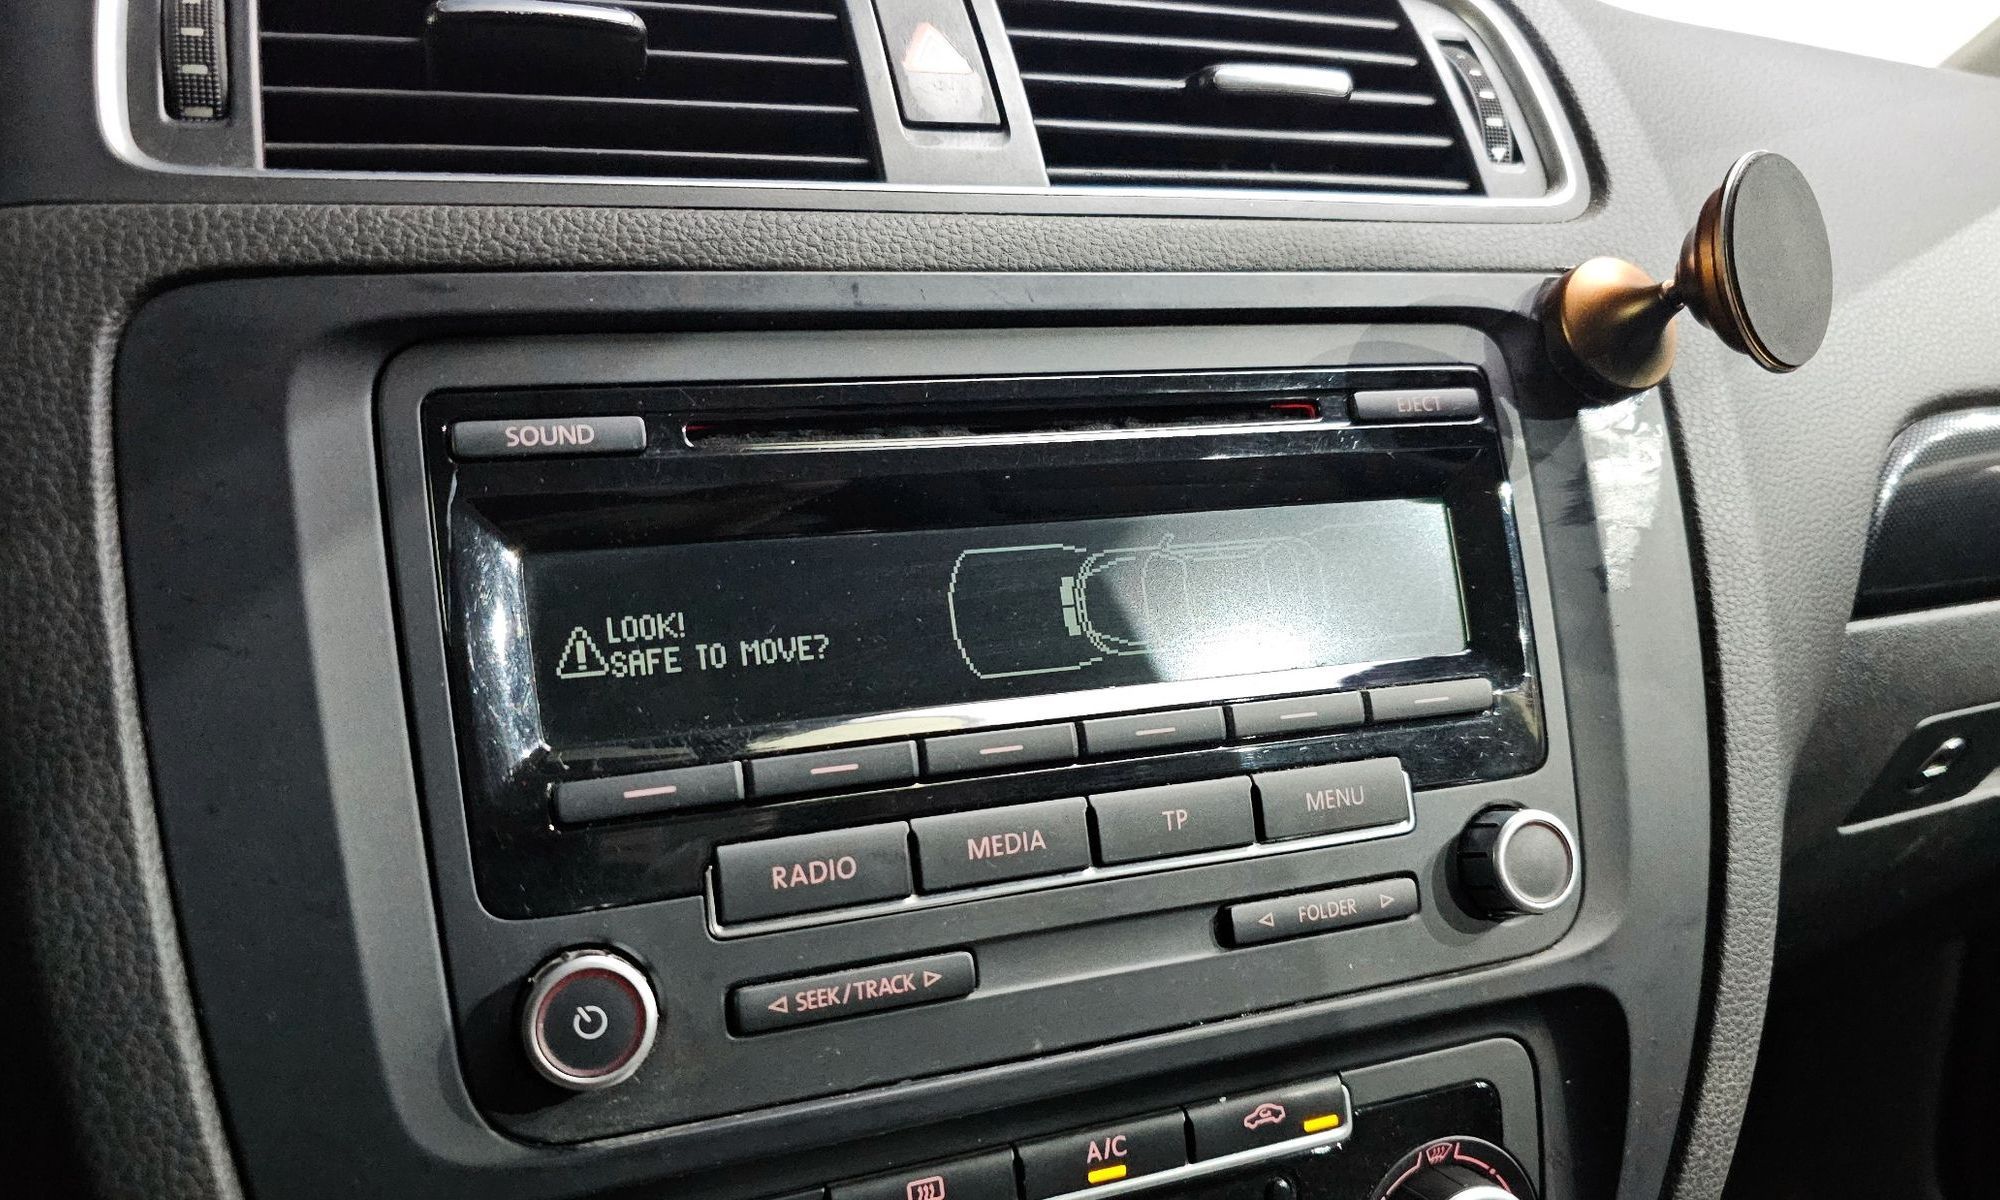 SOUND
EJECT
LOOK!
SAFE TO MOVE?
RADIO
MEDIA
TP
MENU
FOLDER
SEEK/TRACK
A/C